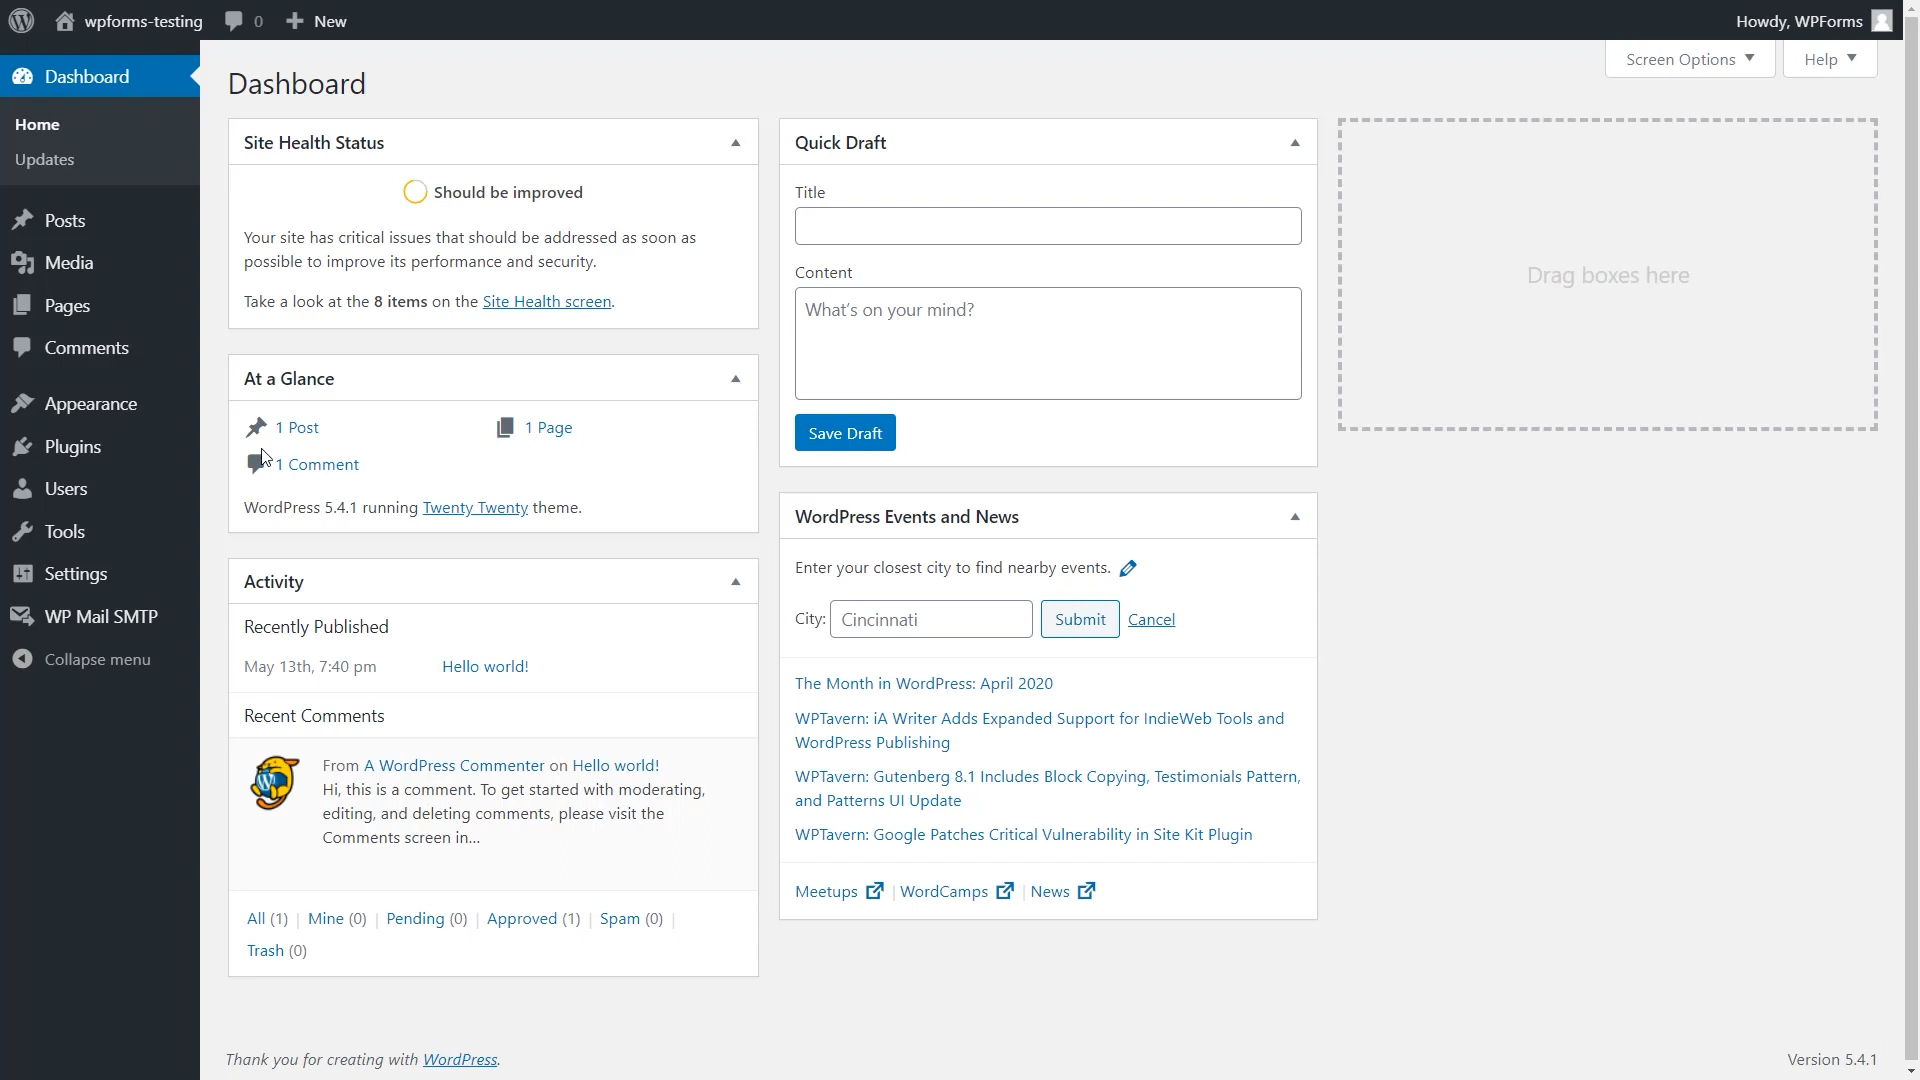 wpforms-testing 0 New Howdy, WPForms
Dashboard
Home
Updates
Posts
Media
Pages
Comments
Appearance
Plugins
Users
Tools
Settings
WP Mail SMTP
Collapse menu
Screen Options Help
Dashboard
Site Health Status
Should be improved
Your site has critical issues that should be addressed as soon as
possible to improve its performance and security.
Take a look at the 8 items on the Site Health screen.
At a Glance
1 Post 1 Page
1 Comment
WordPress 5.4.1 running Twenty Twenty theme.
Activity
Recently Published
May 13th, 7:40 pm Hello world!
Recent Comments
From A WordPress Commenter on Hello world!
Hi, this is a comment. To get started with moderating,
editing, and deleting comments, please visit the
Comments screen in...
All (1) | Mine (0) | Pending (0) | Approved (1) | Spam (0) |
Trash (0)
Quick Draft
Title
Content
What's on your mind?
Save Draft
WordPress Events and News
Enter your closest city to find nearby events.
City: Cincinnati Submit Cancel
The Month in WordPress: April 2020
WPTavern: iA Writer Adds Expanded Support for IndieWeb Tools and
WordPress Publishing
WPTavern: Gutenberg 8.1 Includes Block Copying, Testimonials Pattern,
and Patterns UI Update
WPTavern: Google Patches Critical Vulnerability in Site Kit Plugin
Meetups | WordCamps | News
Drag boxes here
Thank you for creating with WordPress. Version 5.4.1